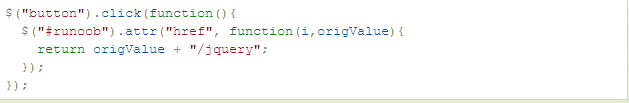 $("button").click(function(){
  $("#runoob").attr("href", function(i,origValue){
    return origValue + "/jquery";
  });
});